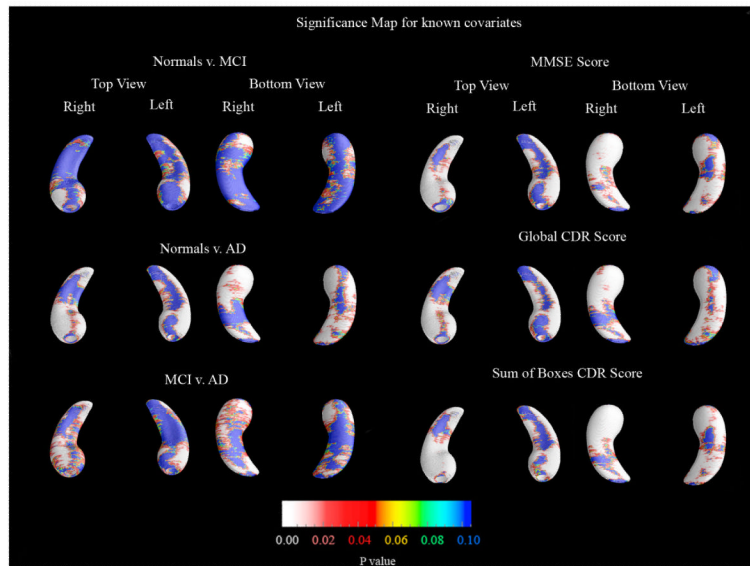 Significance Map for known covariates
Normals v. MCI
Top View Bottom View
Right Left Right Left
MMSE Score
Top View Bottom View
Right Left Right Left
Normals v. AD
Global CDR Score
MCI v. AD
Sum of Boxes CDR Score
0.00 0.02 0.04 0.06 0.08 0.10
P value